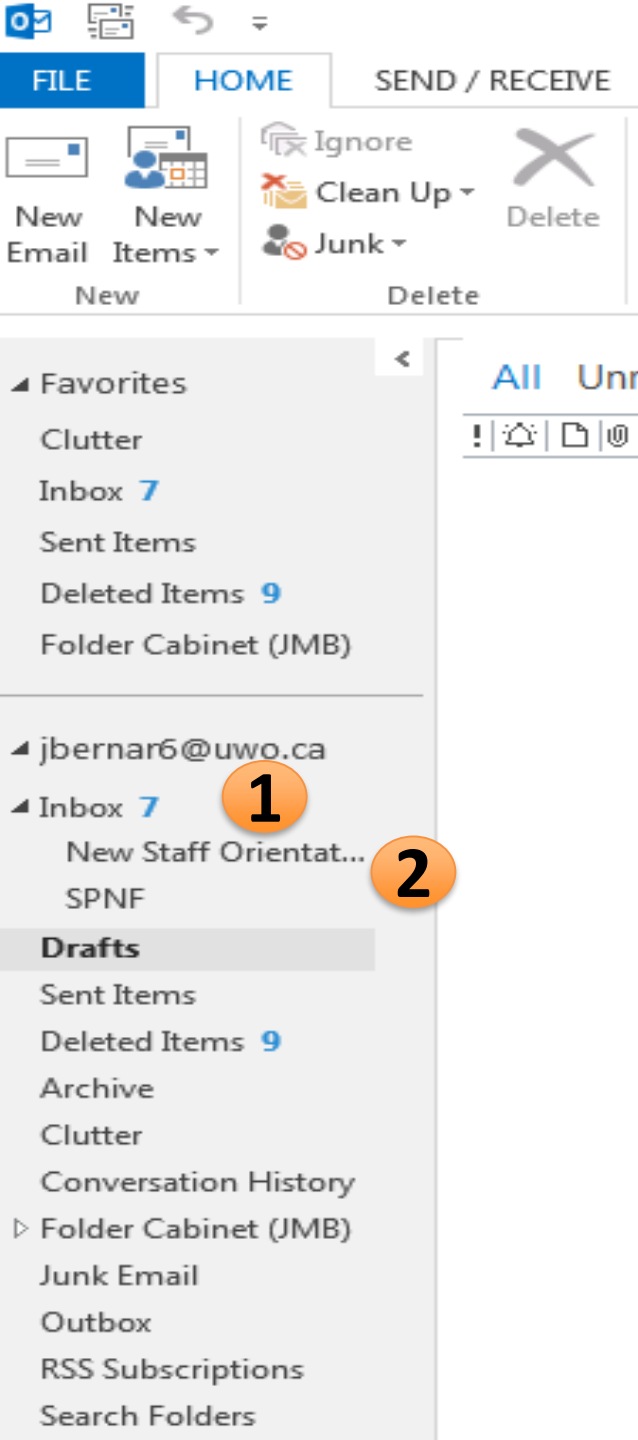 FILE HOME SEND / RECEIVE
Ignore
Clean Up
Junk
New Email
New Items
Delete
New Delete
Favorites
All
Clutter
Inbox 7
Sent Items
Deleted Items 9
Folder Cabinet (JMB)
jbernar6@uwo.ca
Inbox 7 1
New Staff Orientat... 2
SPNF
Drafts
Sent Items
Deleted Items 9
Archive
Clutter
Conversation History
Folder Cabinet (JMB)
Junk Email
Outbox
RSS Subscriptions
Search Folders